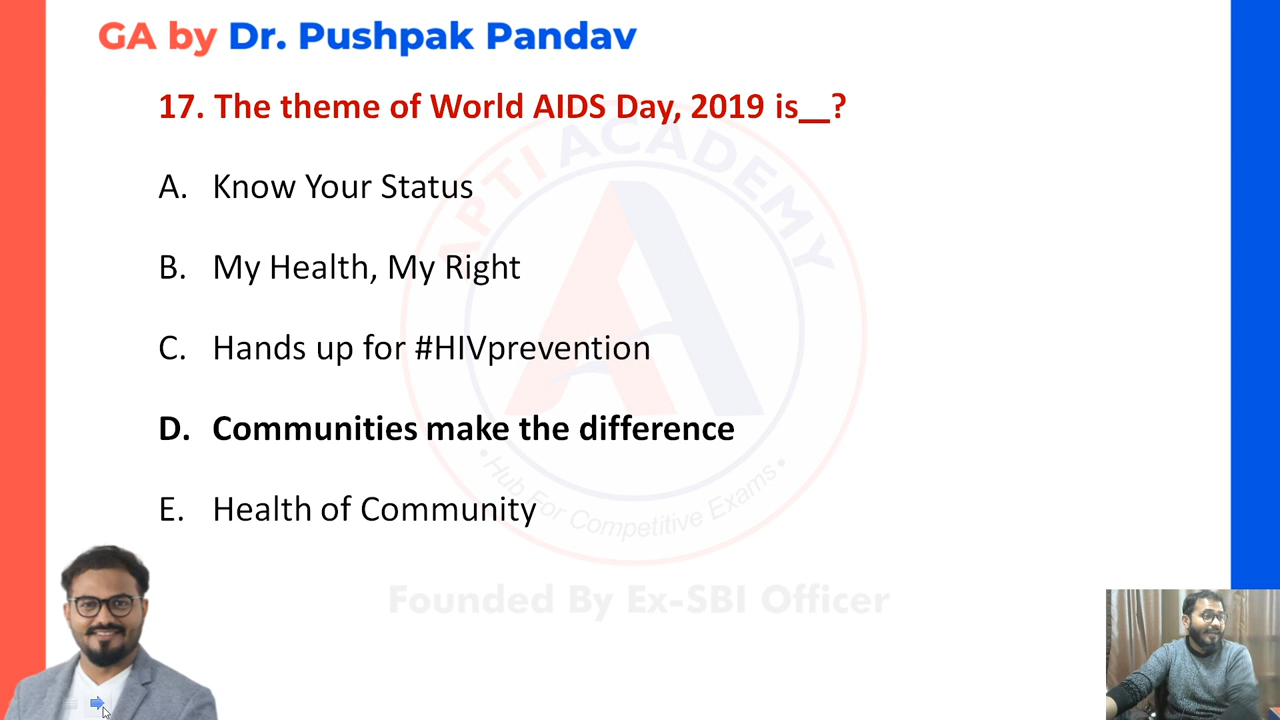 GA by Dr. Pushpak Pandav
17. The theme of World AIDS Day, 2019 is__?
A. Know Your Status
B. My Health, My Right
C. Hands up for #HIVprevention
D. Communities make the difference
E. Health of Community
APTI ACADEMY
• Hub For Competitive Exams •
Founded By Ex-SBI Officer